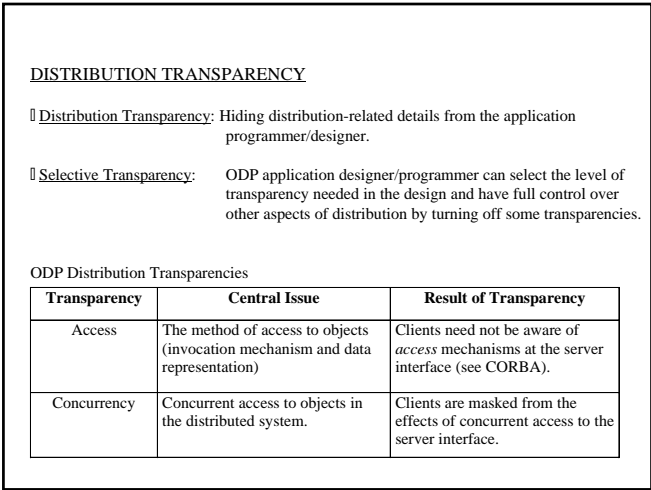 DISTRIBUTION TRANSPARENCY
Distribution Transparency: Hiding distribution-related details from the application
programmer/designer.
Selective Transparency: ODP application designer/programmer can select the level of
transparency needed in the design and have full control over
other aspects of distribution by turning off some transparencies.
ODP Distribution Transparencies
Transparency Central Issue Result of Transparency
Access The method of access to objects Clients need not be aware of
(invocation mechanism and data access mechanisms at the server
representation) interface (see CORBA).
Concurrency Concurrent access to objects in Clients are masked from the
the distributed system. effects of concurrent access to the
server interface.